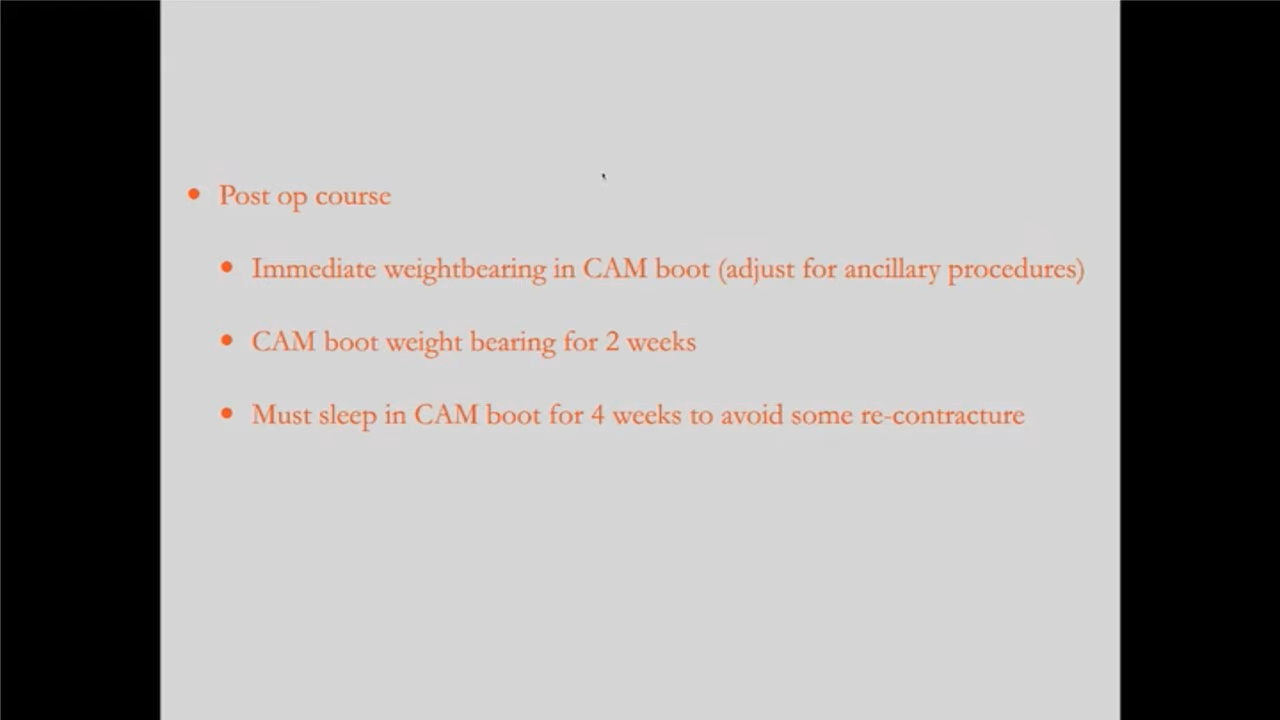 • Post op course
• Immediate weightbearing in CAM boot (adjust for ancillary procedures)
• CAM boot weight bearing for 2 weeks
• Must sleep in CAM boot for 4 weeks to avoid some re-contracture